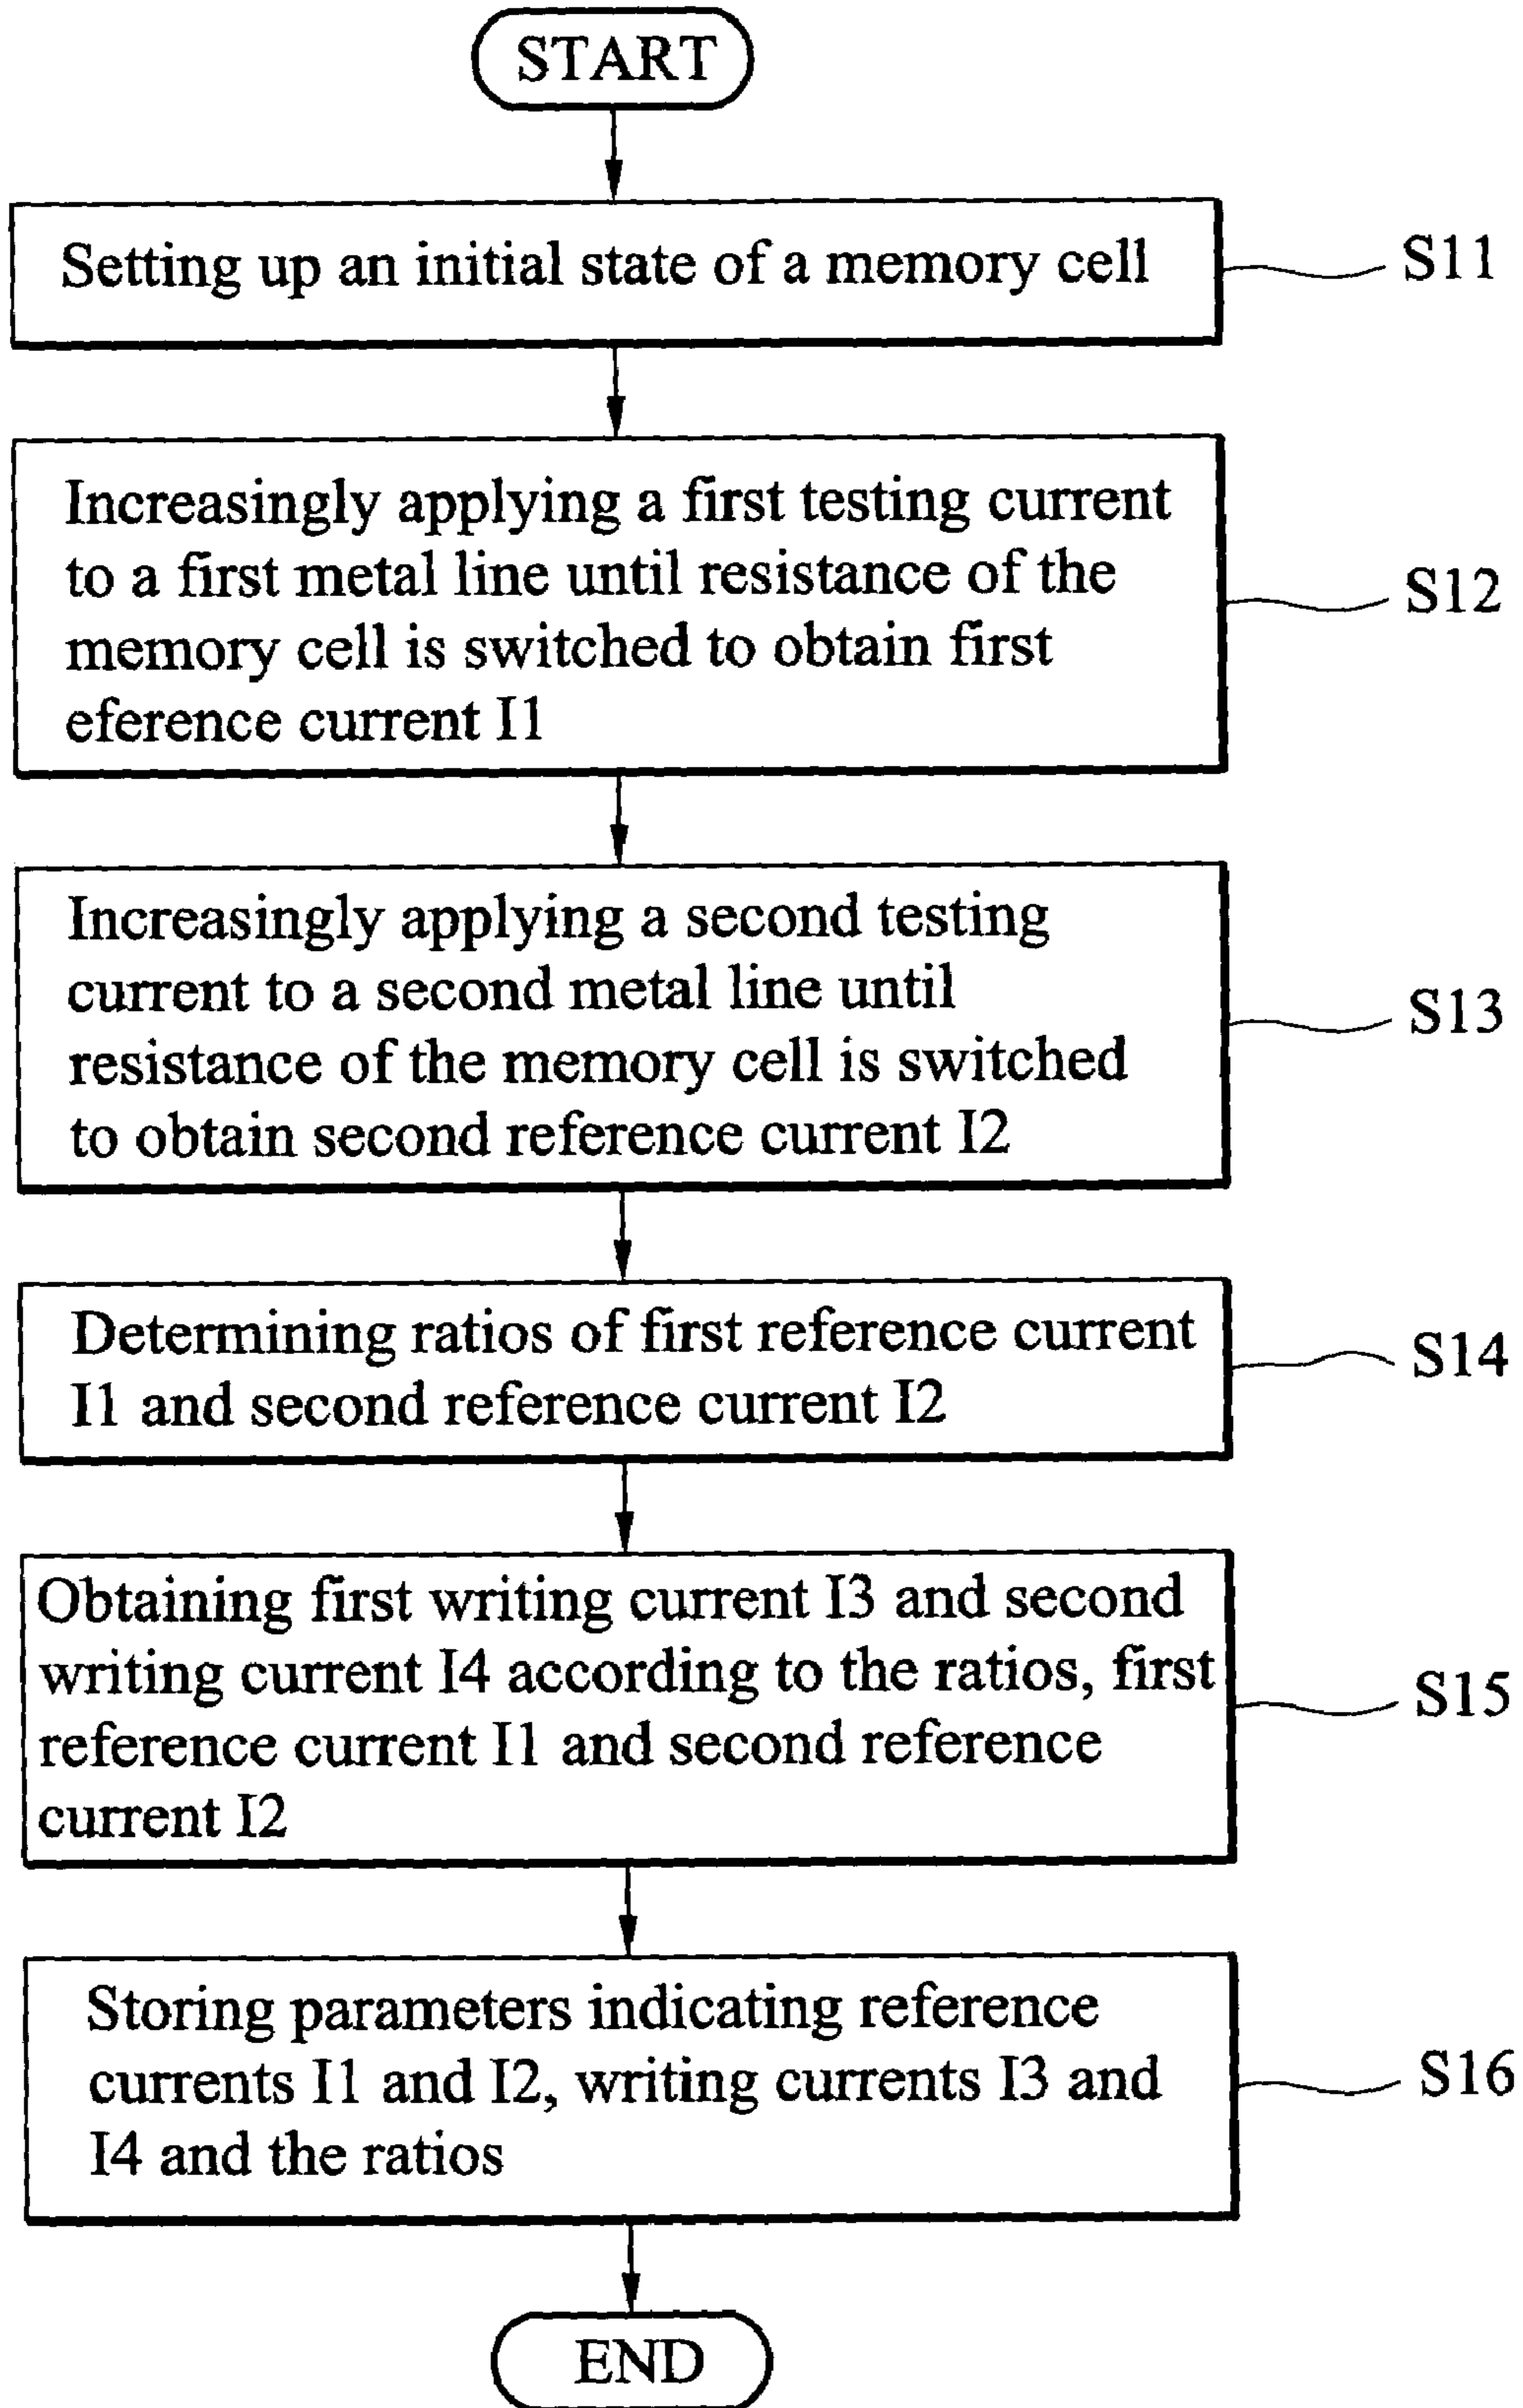 START
Setting up an initial state of a memory cell
S11
Increasingly applying a first testing current
to a first metal line until resistance of the
memory cell is switched to obtain first
eference current I1
S12
Increasingly applying a second testing
current to a second metal line until
resistance of the memory cell is switched
to obtain second reference current I2
S13
Determining ratios of first reference current
I1 and second reference current I2
S14
Obtaining first writing current I3 and second
writing current I4 according to the ratios, first
reference current I1 and second reference
current I2
S15
Storing parameters indicating reference
currents I1 and I2, writing currents I3 and
I4 and the ratios
S16
END